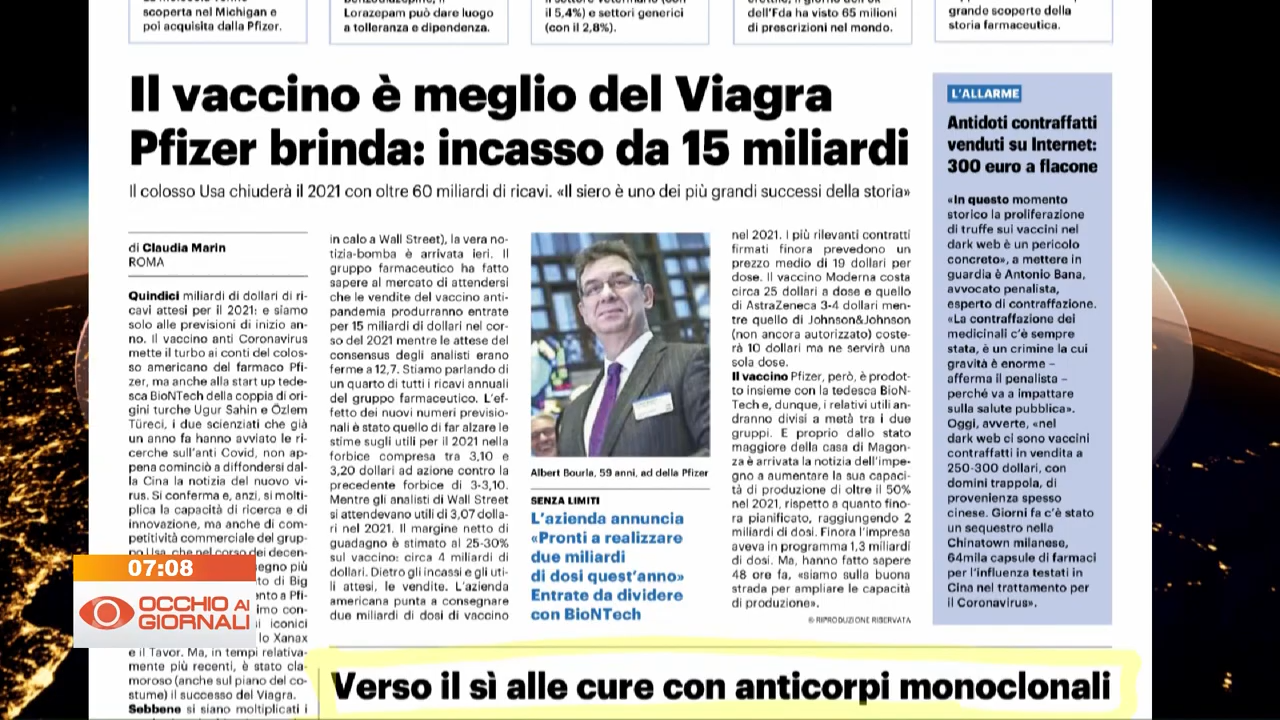 scoperta nel Michigan e
poi acquisita dalla Pfizer.
Lorazepam può dare luogo
a tolleranza e dipendenza.
il 5,4%) e settori generici
(con il 2,8%).
dell'Fda ha visto 65 milioni
di prescrizioni nel mondo.
grande scoperte della
storia farmaceutica.
Il vaccino è meglio del Viagra
Pfizer brinda: incasso da 15 miliardi
Il colosso Usa chiuderà il 2021 con oltre 60 miliardi di ricavi. «Il siero è uno dei più grandi successi della storia»
di Claudia Marin
ROMA
Quindici miliardi di dollari di ri-
cavi attesi per il 2021: e siamo
solo alle previsioni di inizio an-
no. Il vaccino anti Coronavirus
mette il turbo ai conti del colos-
so americano del farmaco Pfi-
zer, ma anche alla start up tede-
sca BioNTech della coppia di ori-
gini turche Ugur Sahin e Özlem
Türeci, i due scienziati che già
un anno fa hanno avviato le ri-
cerche sull'anti Covid, non ap-
pena cominciò a diffondersi dal-
la Cina la notizia del nuovo vi-
rus. Si conferma e, anzi, si molti-
plica la capacità di ricerca e di
innovazione, ma anche di com-
petitività commerciale del grup-
po Usa, che nel corso dei decen-
segno più
to di Big
nto a Pfi-
imo con-
i iconici
lo Xanax
e il Tavor. Ma, in tempi relativa-
mente più recenti, è stato cla-
moroso (anche sul piano del co-
stume) il successo del Viagra.
Sebbene si siano moltiplicati i
in calo a Wall Street), la vera no-
tizia-bomba è arrivata ieri. Il
gruppo farmaceutico ha fatto
sapere al mercato di attendersi
che le vendite del vaccino anti-
pandemia produrranno entrate
per 15 miliardi di dollari nel cor-
so del 2021 mentre le attese del
consensus degli analisti erano
ferme a 12,7. Stiamo parlando di
un quarto di tutti i ricavi annuali
del gruppo farmaceutico. L'ef-
fetto dei nuovi numeri previsio-
nali è stato quello di far alzare le
stime sugli utili per il 2021 nella
forbice compresa tra 3,10 e
3,20 dollari ad azione contro la
precedente forbice di 3-3,10.
Mentre gli analisti di Wall Street
si attendevano utili di 3,07 dolla-
ri nel 2021. Il margine netto di
guadagno è stimato al 25-30%
sul vaccino: circa 4 miliardi di
dollari. Dietro gli incassi e gli uti-
li attesi, le vendite. L'azienda
americana punta a consegnare
due miliardi di dosi di vaccino
Albert Bourla, 59 anni, ad della Pfizer
SENZA LIMITI
L'azienda annuncia
«Pronti a realizzare
due miliardi
di dosi quest'anno»
Entrate da dividere
con BioNTech
nel 2021. I più rilevanti contratti
firmati finora prevedono un
prezzo medio di 19 dollari per
dose. Il vaccino Moderna costa
circa 25 dollari a dose e quello
di AstraZeneca 3-4 dollari men-
tre quello di Johnson&Johnson
(non ancora autorizzato) coste-
rà 10 dollari ma ne servirà una
sola dose.
Il vaccino Pfizer, però, è prodot-
to insieme con la tedesca BioN-
Tech e, dunque, i relativi utili an-
dranno divisi a metà tra i due
gruppi. E proprio dallo stato
maggiore della casa di Magon-
za è arrivata la notizia dell'impe-
gno a aumentare la sua capaci-
tà di produzione di oltre il 50%
nel 2021, rispetto a quanto fino-
ra pianificato, raggiungendo 2
miliardi di dosi. Finora l'impresa
aveva in programma 1,3 miliardi
di dosi. Ma, hanno fatto sapere
48 ore fa, «siamo sulla buona
strada per ampliare le capacità
di produzione».
© RIPRODUZIONE RISERVATA
L'ALLARME
Antidoti contraffatti
venduti su Internet:
300 euro a flacone
«In questo momento
storico la proliferazione
di truffe sui vaccini nel
dark web è un pericolo
concreto», a mettere in
guardia è Antonio Bana,
avvocato penalista,
esperto di contraffazione.
«La contraffazione dei
medicinali c'è sempre
stata, è un crimine la cui
gravità è enorme –
afferma il penalista –
perché va a impattare
sulla salute pubblica».
Oggi, avverte, «nel
dark web ci sono vaccini
contraffatti in vendita a
250-300 dollari, con
domini trappola, di
provenienza spesso
cinese. Giorni fa c'è stato
un sequestro nella
Chinatown milanese,
64mila capsule di farmaci
per l'influenza testati in
Cina nel trattamento per
il Coronavirus».
07:08
OCCHIO AI
GIORNALI
Verso il sì alle cure con anticorpi monoclonali